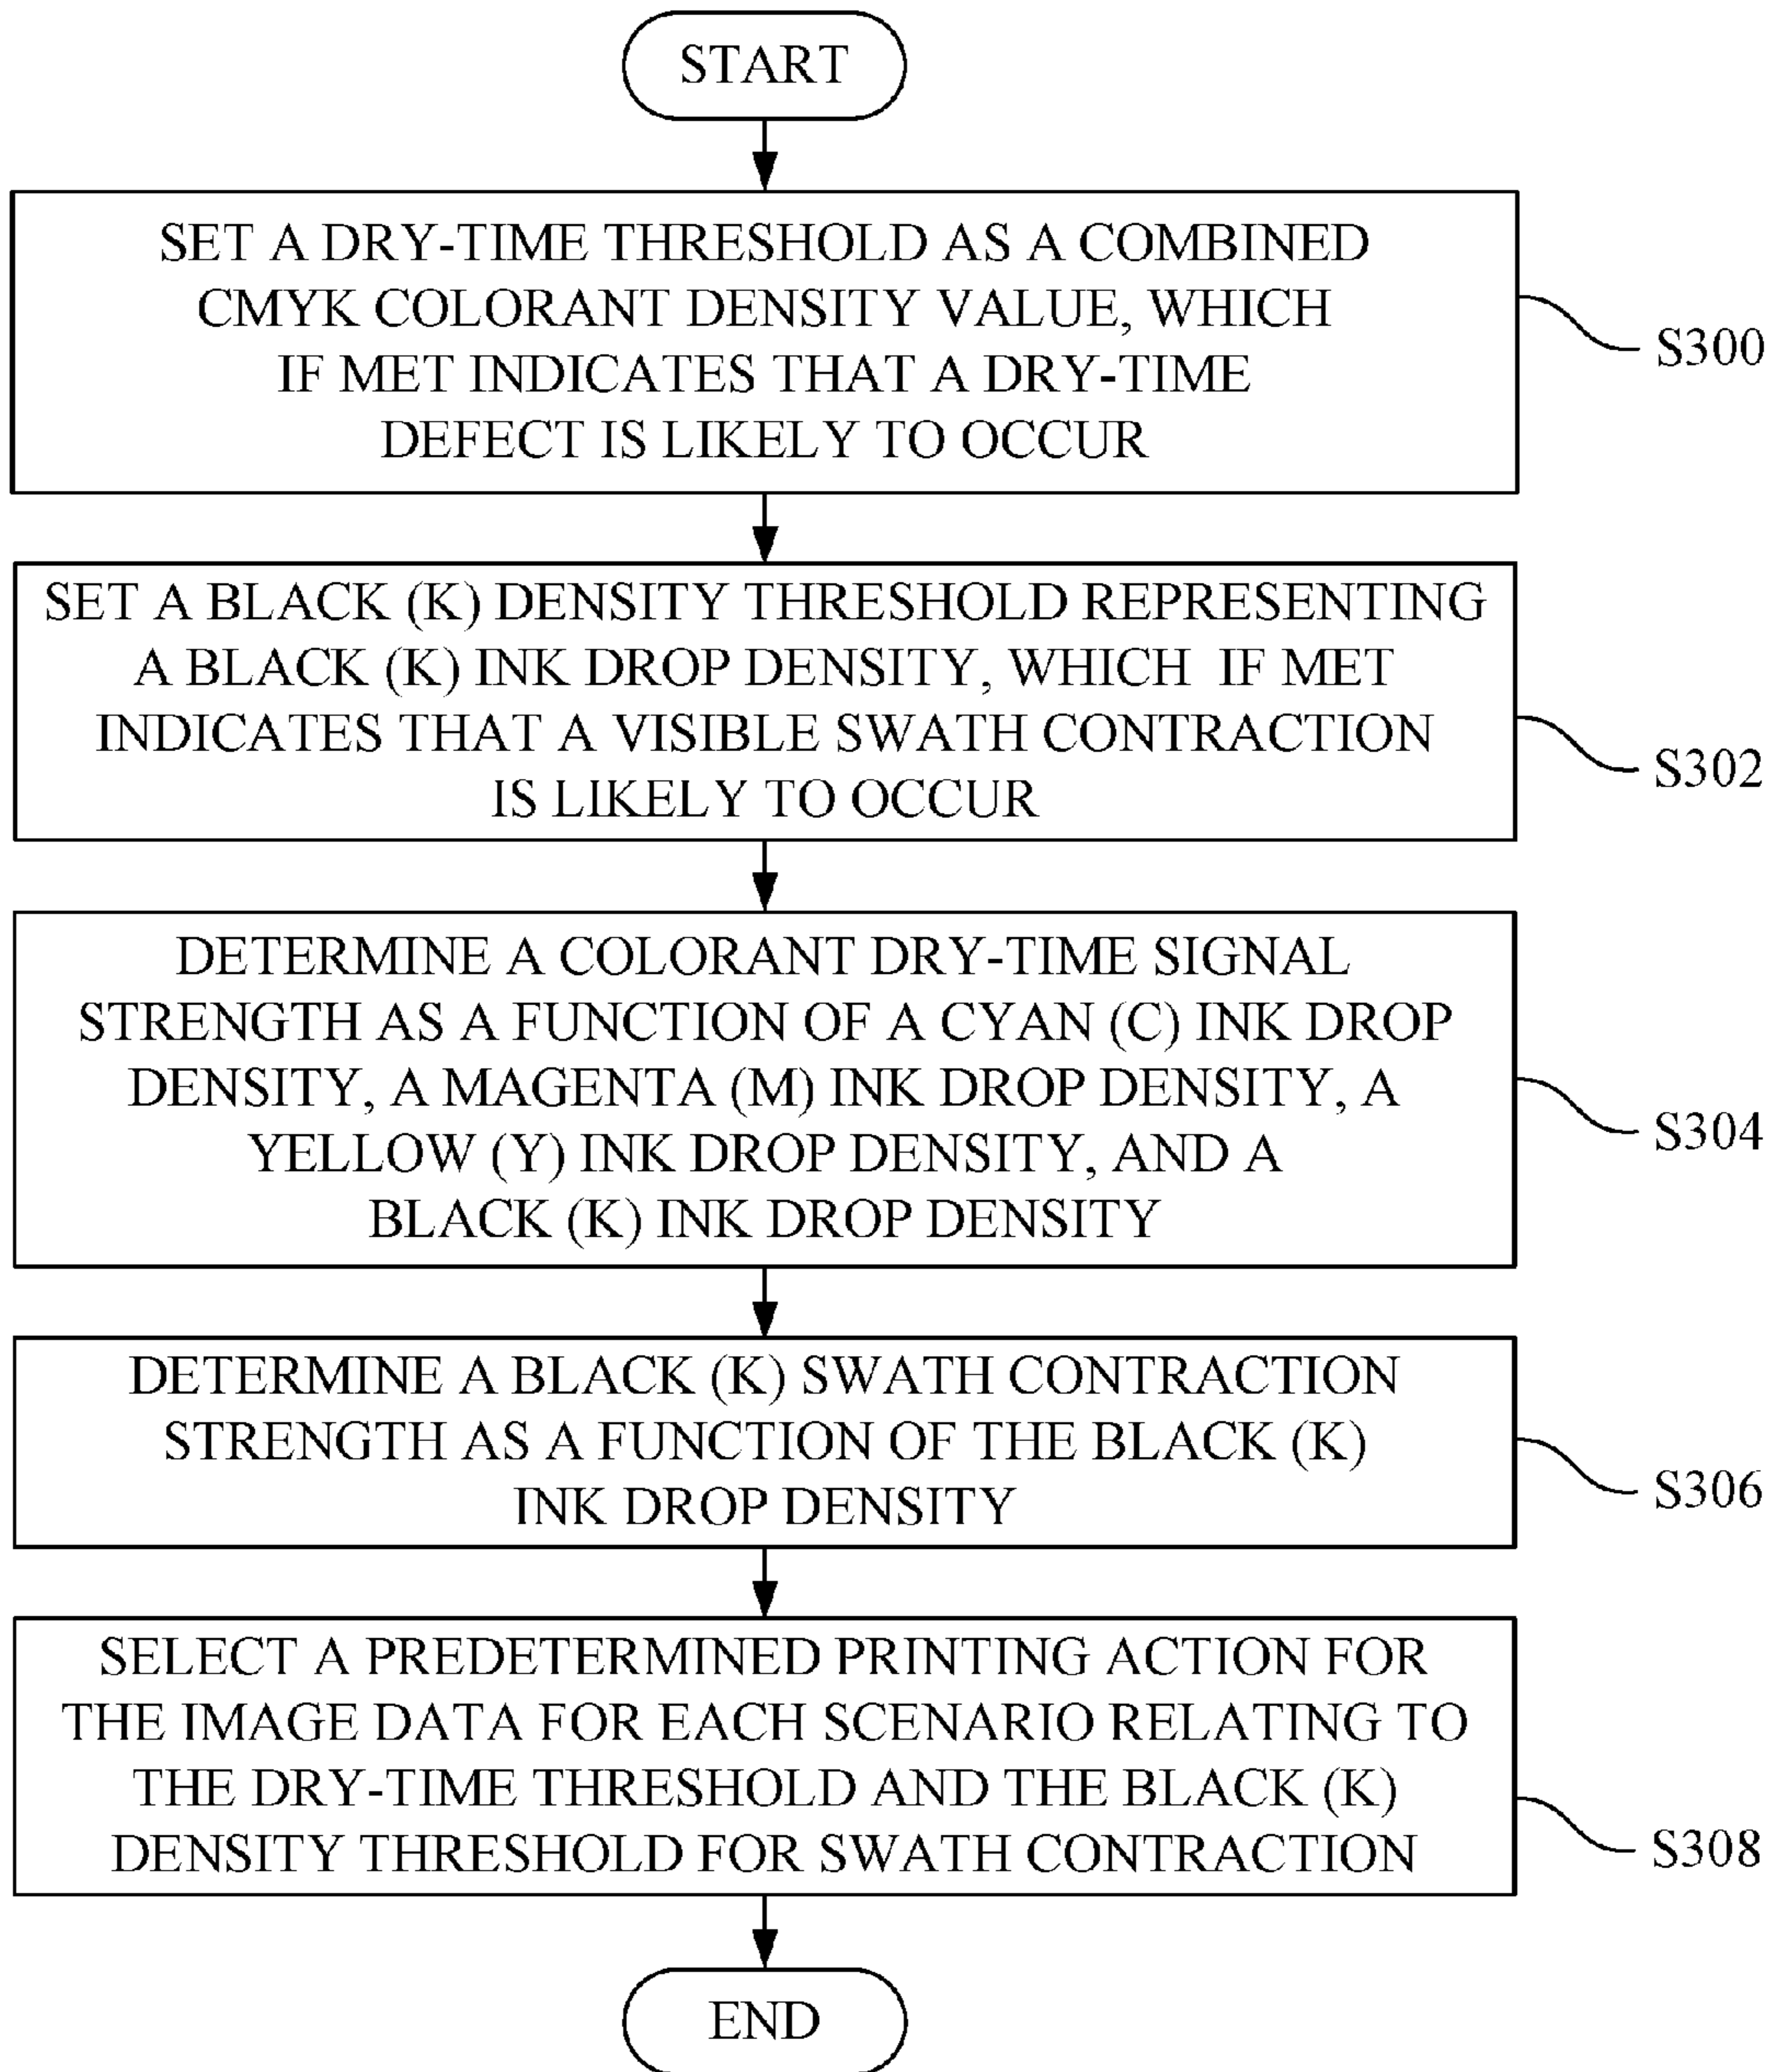 START
SET A DRY-TIME THRESHOLD AS A COMBINED
CMYK COLORANT DENSITY VALUE, WHICH
IF MET INDICATES THAT A DRY-TIME
DEFECT IS LIKELY TO OCCUR
S300
SET A BLACK (K) DENSITY THRESHOLD REPRESENTING
A BLACK (K) INK DROP DENSITY, WHICH IF MET
INDICATES THAT A VISIBLE SWATH CONTRACTION
IS LIKELY TO OCCUR
S302
DETERMINE A COLORANT DRY-TIME SIGNAL
STRENGTH AS A FUNCTION OF A CYAN (C) INK DROP
DENSITY, A MAGENTA (M) INK DROP DENSITY, A
YELLOW (Y) INK DROP DENSITY, AND A
BLACK (K) INK DROP DENSITY
S304
DETERMINE A BLACK (K) SWATH CONTRACTION
STRENGTH AS A FUNCTION OF THE BLACK (K)
INK DROP DENSITY
S306
SELECT A PREDETERMINED PRINTING ACTION FOR
THE IMAGE DATA FOR EACH SCENARIO RELATING TO
THE DRY-TIME THRESHOLD AND THE BLACK (K)
DENSITY THRESHOLD FOR SWATH CONTRACTION
S308
END